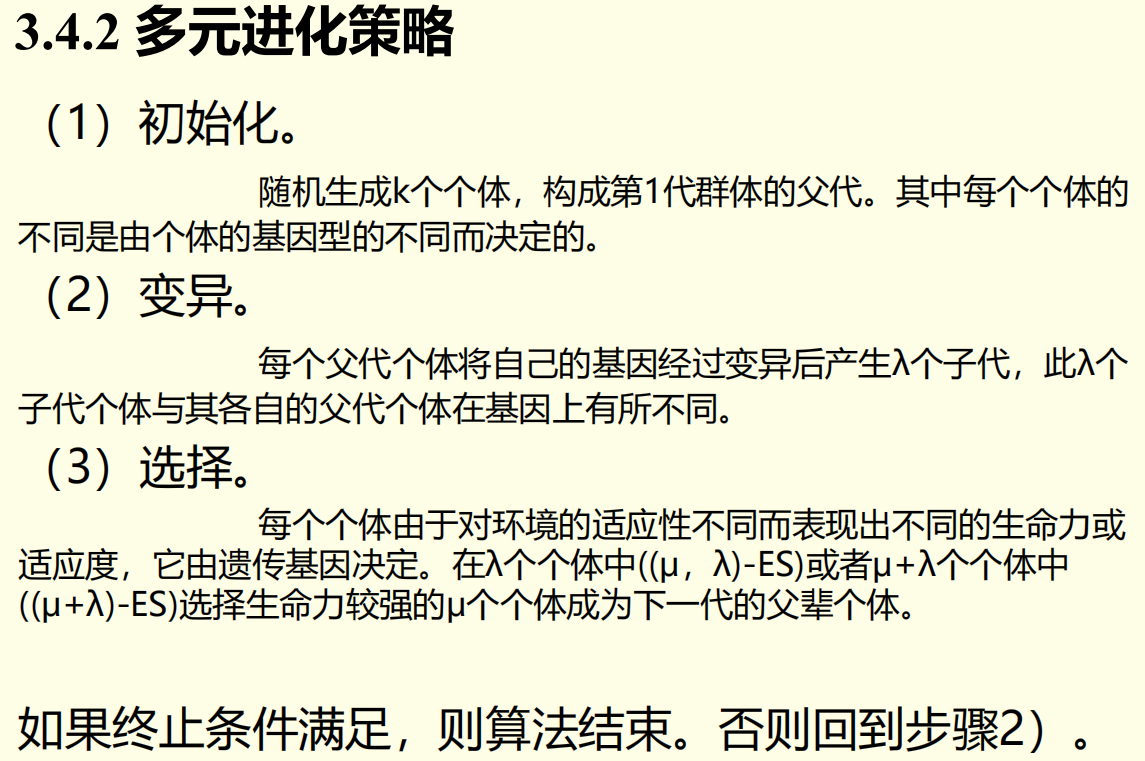 3.4.2 多元进化策略
（1）初始化。
随机生成k个个体，构成第1代群体的父代。其中每个个体的
不同是由个体的基因型的不同而决定的。
（2）变异。
每个父代个体将自己的基因经过变异后产生λ个子代，此λ个
子代个体与其各自的父代个体在基因上有所不同。
（3）选择。
每个个体由于对环境的适应性不同而表现出不同的生命力或
适应度，它由遗传基因决定。在λ个个体中((μ，λ)-ES)或者μ+λ个个体中
((μ+λ)-ES)选择生命力较强的μ个个体成为下一代的父辈个体。
如果终止条件满足，则算法结束。否则回到步骤2）。